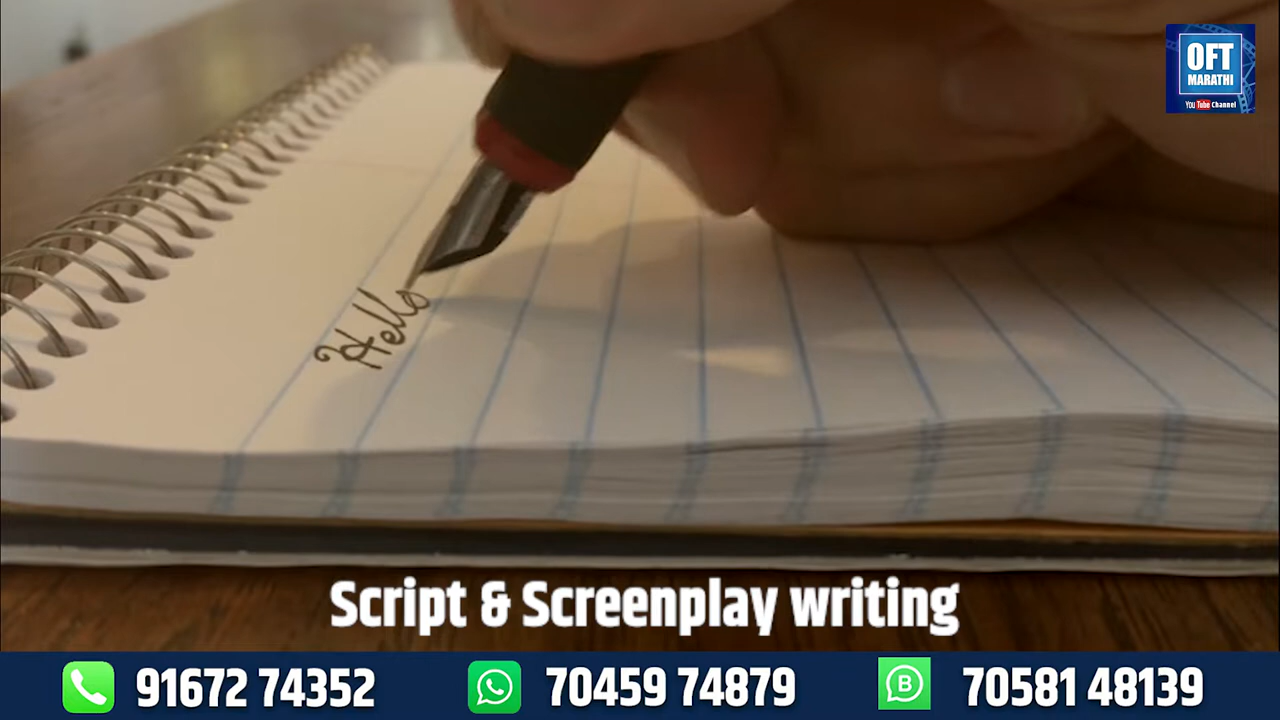 OFT
MARATHI
YouTube Channel
Hello
Script & Screenplay writing
91672 74352
70459 74879
B
70581 48139